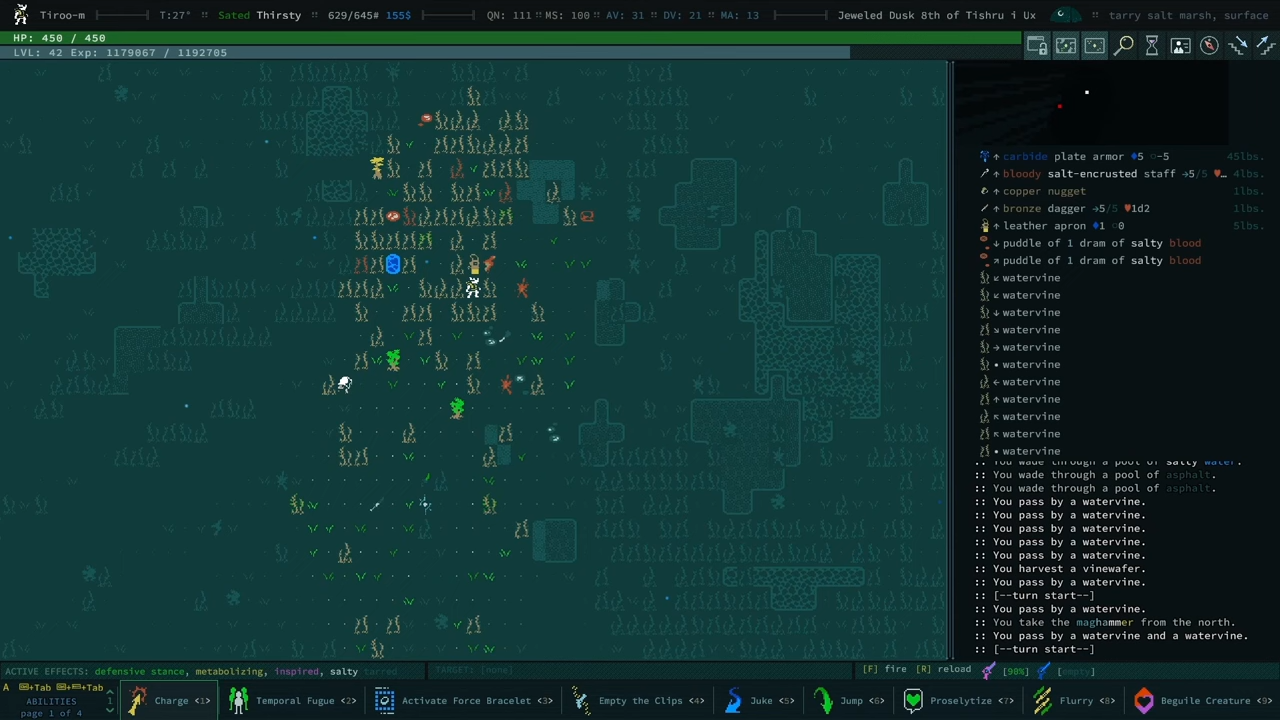 Tiroo-m T:27° :: Sated Thirsty :: 629/645# 155$ QN: 111 :: MS: 100 :: AV: 31 :: DV: 21 :: MA: 13 Jeweled Dusk 8th of Tishru i Ux :: tarry salt marsh, surface
HP: 450 / 450
LVL: 42 Exp: 1179067 / 1192705
↑ carbide plate armor ♦5 ○-5 45lbs.
↑ bloody salt-encrusted staff →5/5 ♥… 4lbs.
↑ copper nugget 1lbs.
↑ bronze dagger →5/5 ♥1d2 1lbs.
↑ leather apron ♦1 ○0 5lbs.
↓ puddle of 1 dram of salty blood
↗ puddle of 1 dram of salty blood
↙ watervine
↙ watervine
↓ watervine
↘ watervine
→ watervine
• watervine
← watervine
↑ watervine
↖ watervine
↖ watervine
• watervine
:: You wade through a pool of salty water.
:: You wade through a pool of asphalt.
:: You wade through a pool of asphalt.
:: You pass by a watervine.
:: You pass by a watervine.
:: You pass by a watervine.
:: You pass by a watervine.
:: You pass by a watervine.
:: You harvest a vinewafer.
:: You pass by a watervine.
:: [--turn start--]
:: You pass by a watervine.
:: You take the maghammer from the north.
:: You pass by a watervine and a watervine.
:: [--turn start--]
ACTIVE EFFECTS: defensive stance, metabolizing, inspired, salty tarred TARGET: [none] [F] fire [R] reload [90%] [empty]
A +Tab +Tab
ABILITIES 1
page 1 of 4
Charge <1> Temporal Fugue <2> Activate Force Bracelet <3> Empty the Clips <4> Juke <5> Jump <6> Proselytize <7> Flurry <8> Beguile Creature <9>